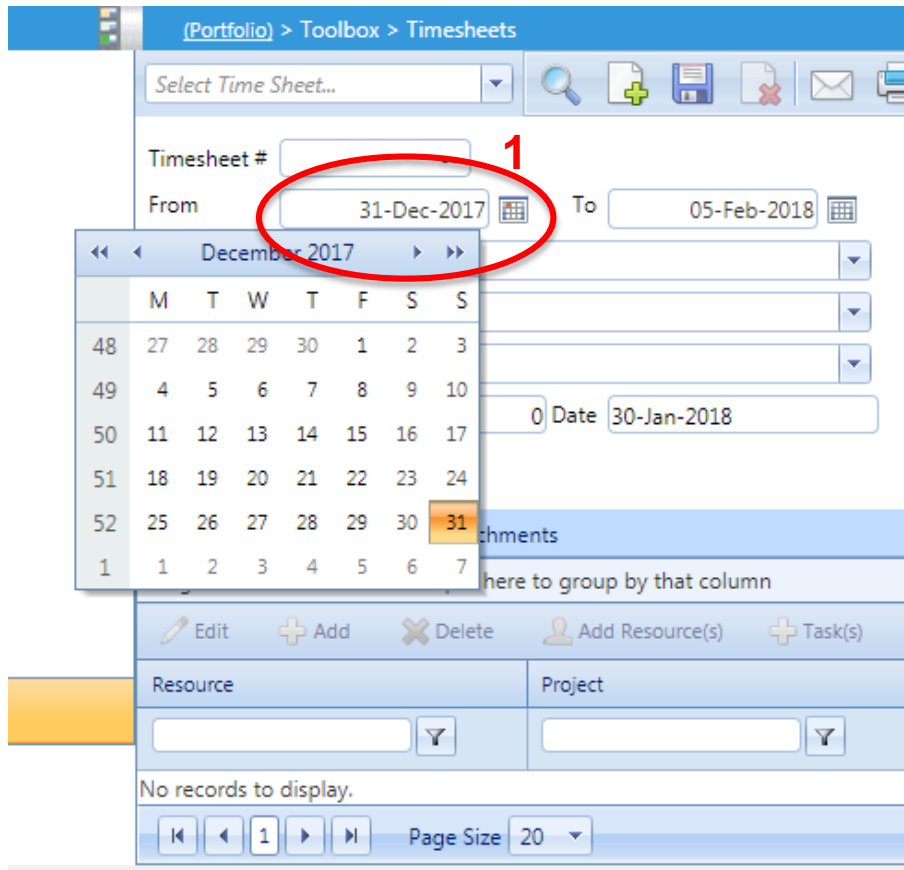 (Portfolio) > Toolbox > Timesheets
Select Time Sheet...
Timesheet #
1
From 31-Dec-2017 To 05-Feb-2018
December 2017
M T W T F S S
48 27 28 29 30 1 2 3
49 4 5 6 7 8 9 10
0 Date 30-Jan-2018
50 11 12 13 14 15 16 17
51 18 19 20 21 22 23 24
52 25 26 27 28 29 30 31
1 1 2 3 4 5 6 7
here to group by that column
Edit Add Delete Add Resource(s) Task(s)
Resource Project
No records to display.
1 Page Size 20